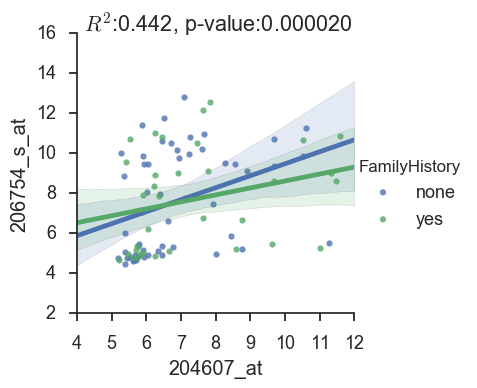 R²:0.442, p-value:0.000020
16
14
12
10
8
6
4
2
206754_s_at
4 5 6 7 8 9 10 11 12
204607_at
FamilyHistory
none
yes